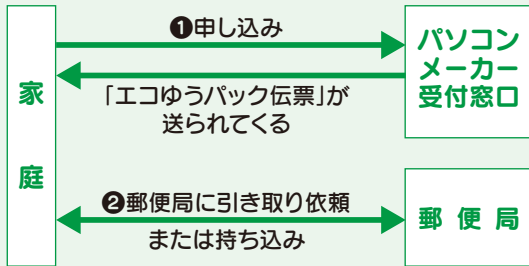 ❶申し込み
家庭
パソコン
メーカー
受付窓口
「エコゆうパック伝票」が
送られてくる
❷郵便局に引き取り依頼
または持ち込み
郵便局